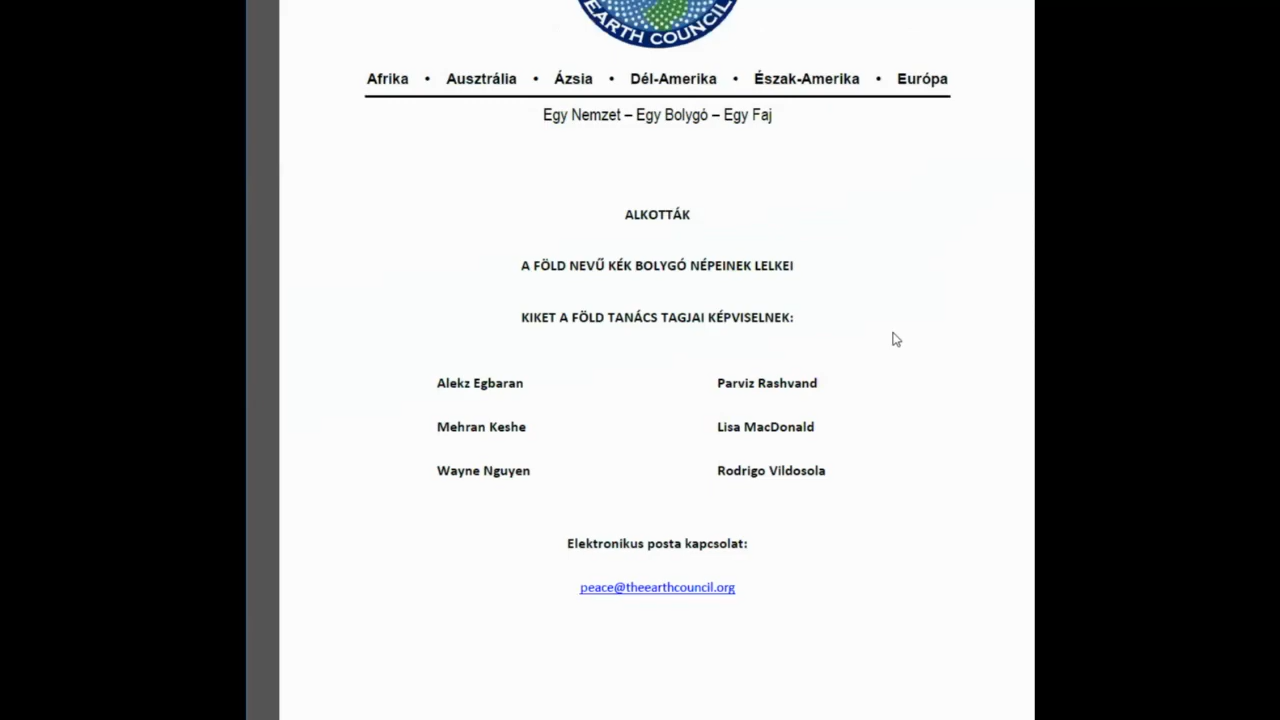 EARTH COUNCIL
Afrika • Ausztrália • Ázsia • Dél-Amerika • Észak-Amerika • Európa
Egy Nemzet – Egy Bolygó – Egy Faj
ALKOTTÁK
A FÖLD NEVŰ KÉK BOLYGÓ NÉPEINEK LELKEI
KIKET A FÖLD TANÁCS TAGJAI KÉPVISELNEK:
Alekz Egbaran Parviz Rashvand
Mehran Keshe Lisa MacDonald
Wayne Nguyen Rodrigo Vildosola
Elektronikus posta kapcsolat:
peace@theearthcouncil.org